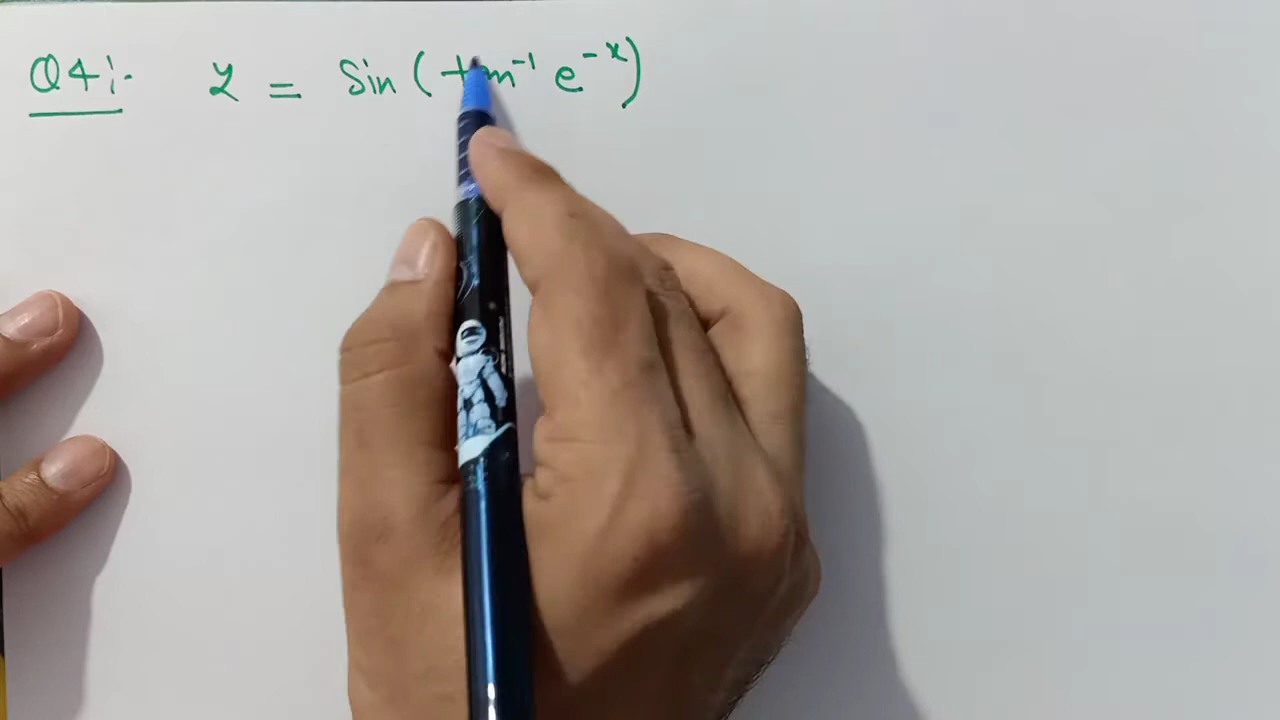 Q4:- y = Sin (tan⁻¹ e⁻ˣ)